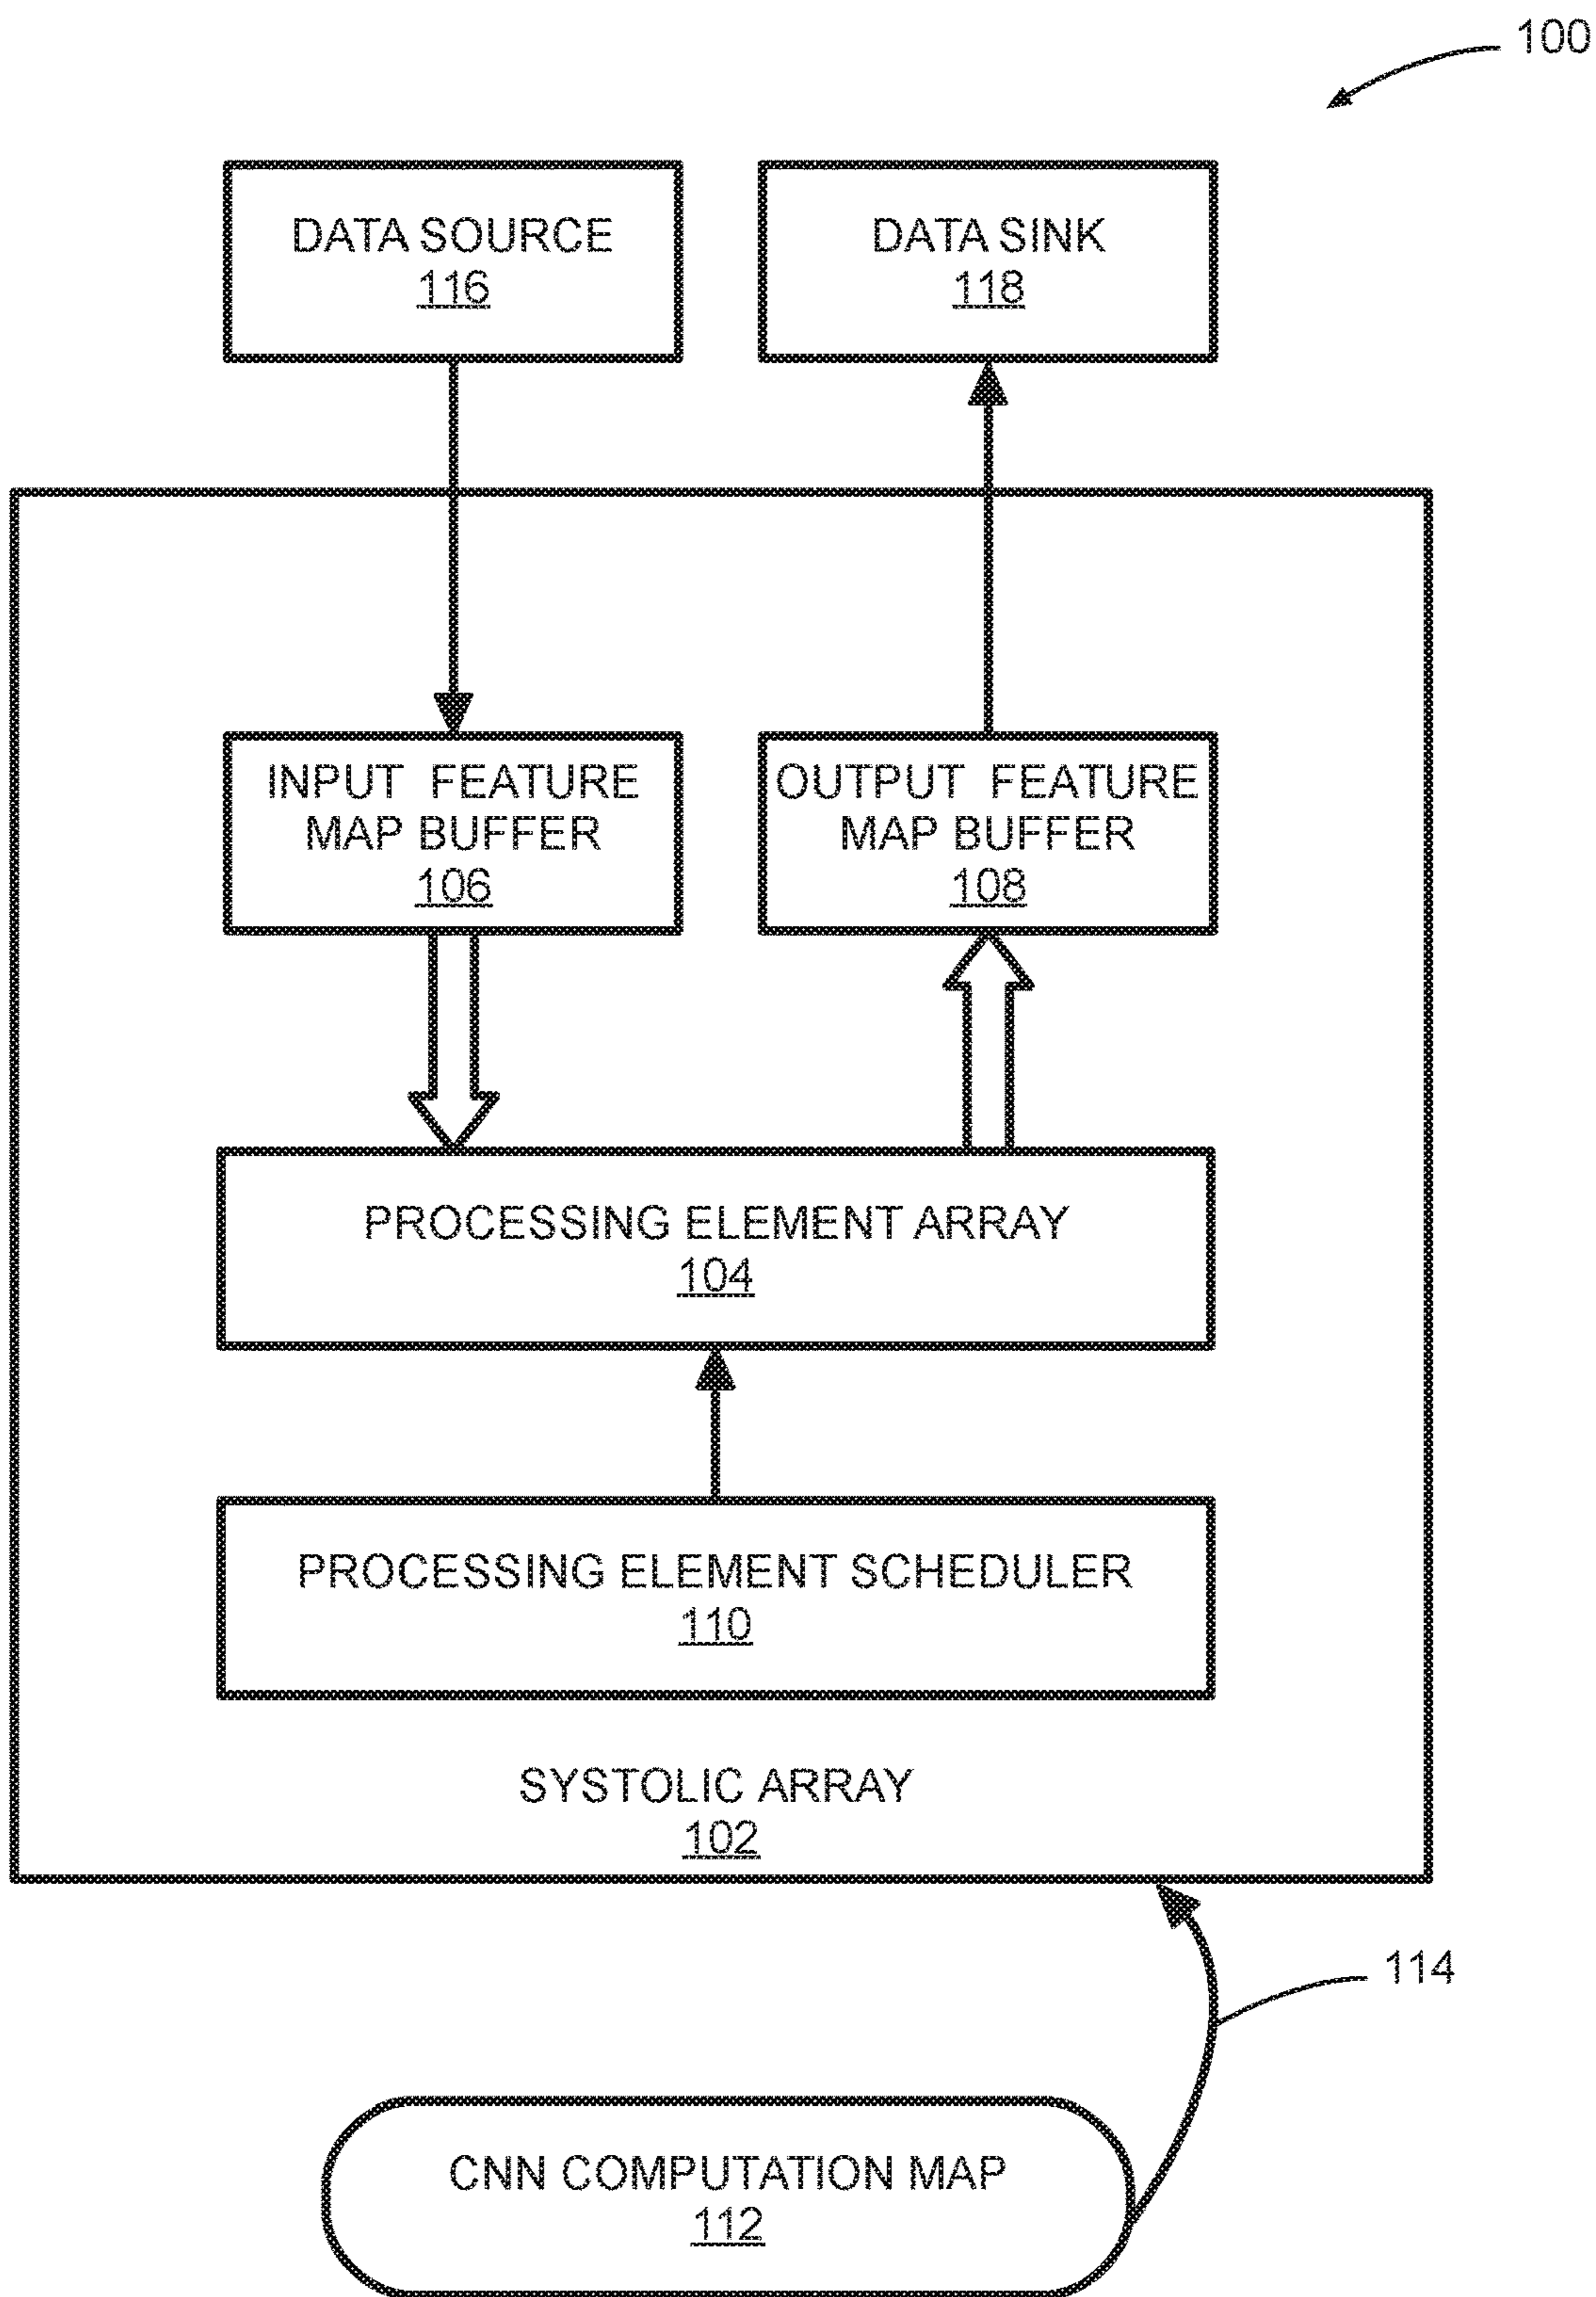 100
DATA SOURCE
116
DATA SINK
118
INPUT FEATURE
MAP BUFFER
106
OUTPUT FEATURE
MAP BUFFER
108
PROCESSING ELEMENT ARRAY
104
PROCESSING ELEMENT SCHEDULER
110
SYSTOLIC ARRAY
102
114
CNN COMPUTATION MAP
112